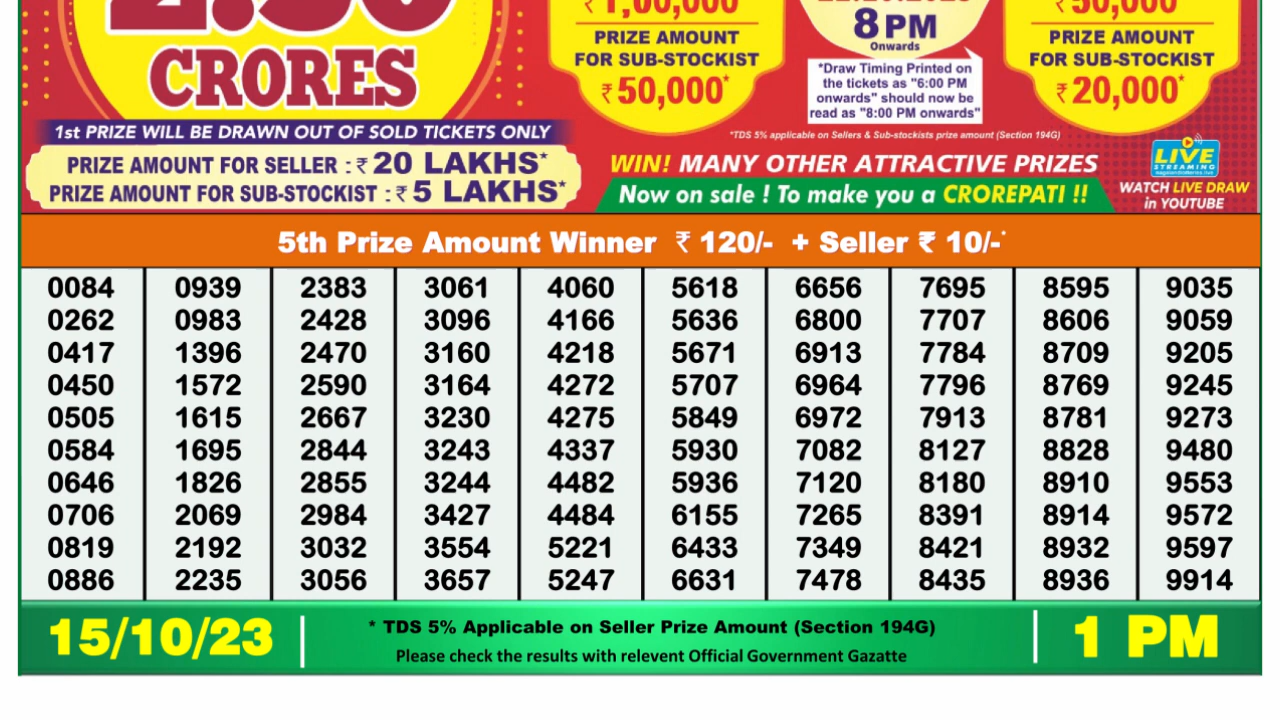 CRORES
1st PRIZE WILL BE DRAWN OUT OF SOLD TICKETS ONLY
PRIZE AMOUNT FOR SELLER : ₹ 20 LAKHS*
PRIZE AMOUNT FOR SUB-STOCKIST : ₹ 5 LAKHS*
₹ 1,00,000
PRIZE AMOUNT
FOR SUB-STOCKIST
₹ 50,000*
8 PM
Onwards
*Draw Timing Printed on
the tickets as "6:00 PM
onwards" should now be
read as "8:00 PM onwards"
₹ 50,000
PRIZE AMOUNT
FOR SUB-STOCKIST
₹ 20,000*
*TDS 5% applicable on Sellers & Sub-stockists prize amount (Section 194G)
WIN! MANY OTHER ATTRACTIVE PRIZES
Now on sale ! To make you a CROREPATI !!
LIVE
STREAMING
WATCH LIVE DRAW
in YOUTUBE
5th Prize Amount Winner ₹ 120/- + Seller ₹ 10/-*
0084 0939 2383 3061 4060 5618 6656 7695 8595 9035
0262 0983 2428 3096 4166 5636 6800 7707 8606 9059
0417 1396 2470 3160 4218 5671 6913 7784 8709 9205
0450 1572 2590 3164 4272 5707 6964 7796 8769 9245
0505 1615 2667 3230 4275 5849 6972 7913 8781 9273
0584 1695 2844 3243 4337 5930 7082 8127 8828 9480
0646 1826 2855 3244 4482 5936 7120 8180 8910 9553
0706 2069 2984 3427 4484 6155 7265 8391 8914 9572
0819 2192 3032 3554 5221 6433 7349 8421 8932 9597
0886 2235 3056 3657 5247 6631 7478 8435 8936 9914
15/10/23
* TDS 5% Applicable on Seller Prize Amount (Section 194G)
Please check the results with relevent Official Government Gazatte
1 PM